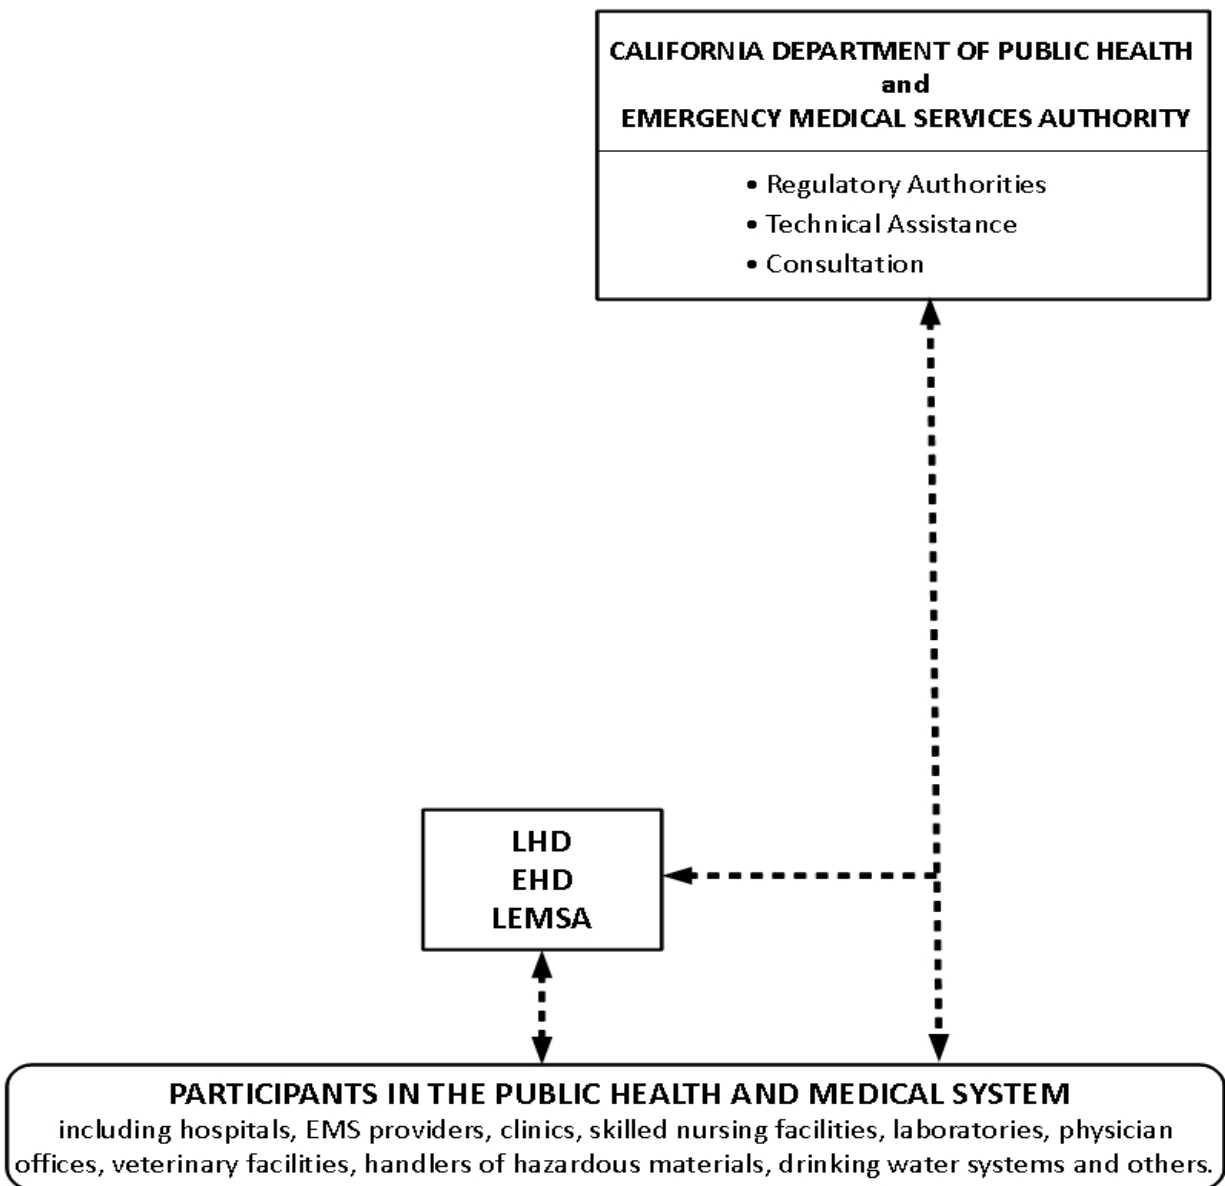 CALIFORNIA DEPARTMENT OF PUBLIC HEALTH
and
EMERGENCY MEDICAL SERVICES AUTHORITY
• Regulatory Authorities
• Technical Assistance
• Consultation
LHD
EHD
LEMSA
PARTICIPANTS IN THE PUBLIC HEALTH AND MEDICAL SYSTEM
including hospitals, EMS providers, clinics, skilled nursing facilities, laboratories, physician
offices, veterinary facilities, handlers of hazardous materials, drinking water systems and others.